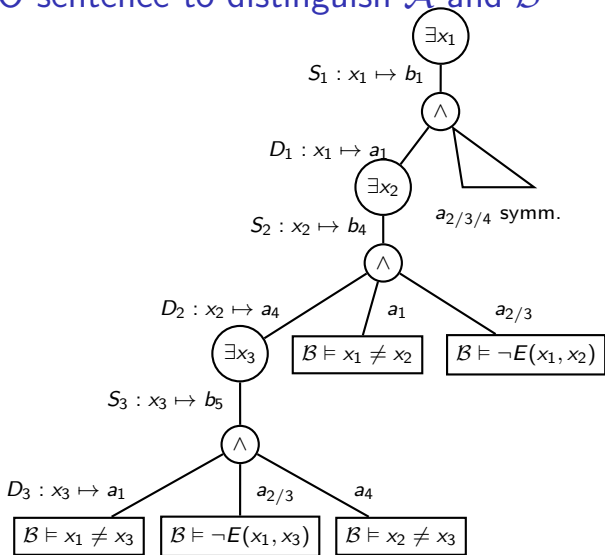 O sentence to distinguish 𝒜 and ℬ
∃x₁
S₁ : x₁ ↦ b₁
∧
D₁ : x₁ ↦ a₁
∃x₂
a₂/₃/₄ symm.
S₂ : x₂ ↦ b₄
∧
D₂ : x₂ ↦ a₄
a₁
a₂/₃
∃x₃
ℬ ⊨ x₁ ≠ x₂
ℬ ⊨ ¬E(x₁, x₂)
S₃ : x₃ ↦ b₅
∧
D₃ : x₃ ↦ a₁
a₂/₃
a₄
ℬ ⊨ x₁ ≠ x₃
ℬ ⊨ ¬E(x₁, x₃)
ℬ ⊨ x₂ ≠ x₃